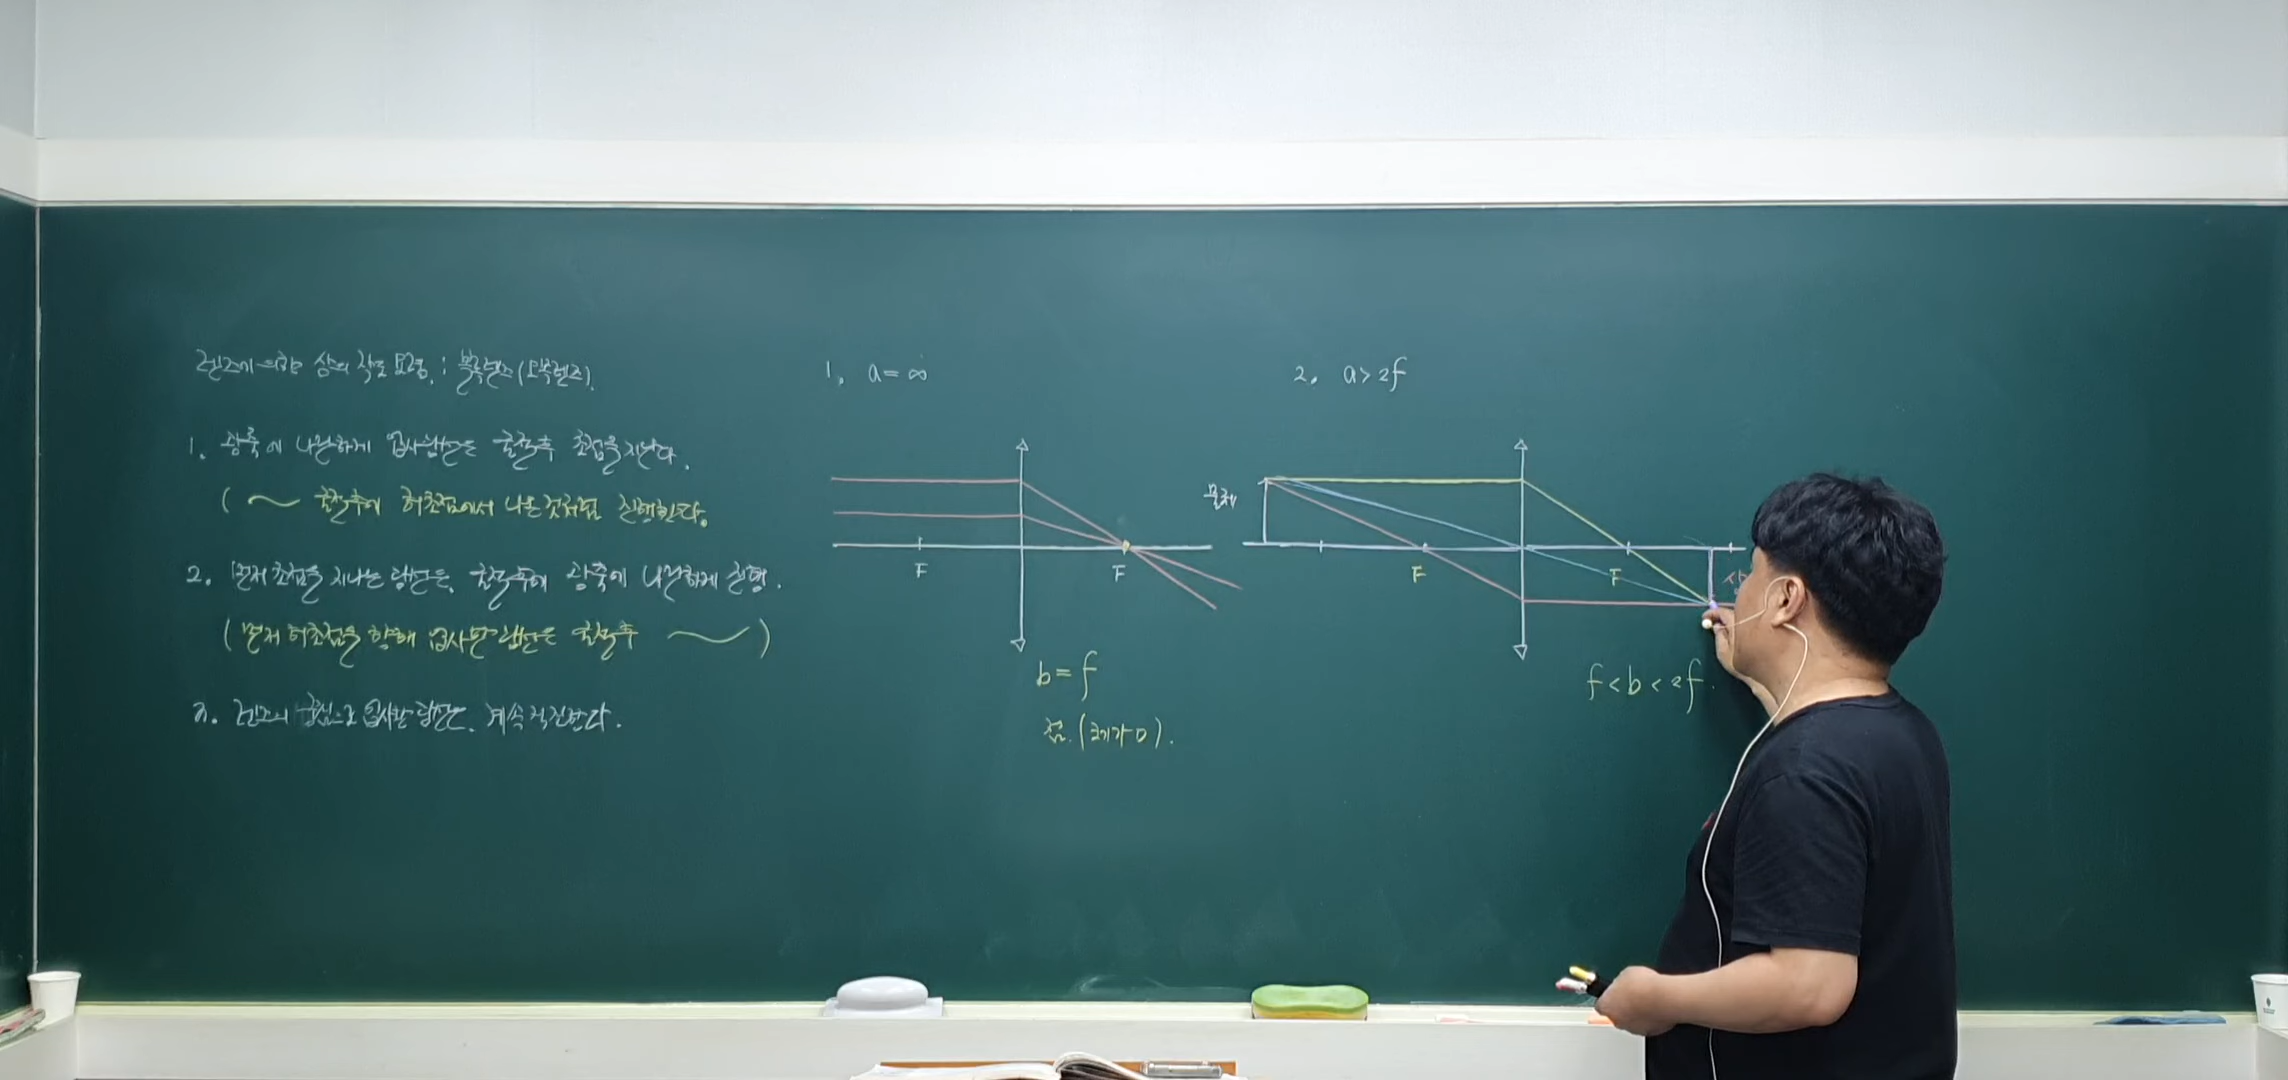 렌즈에 의한 상의 작도 요령. : 볼록렌즈(오목렌즈).
1. 광축에 나란하게 입사한 광선은 굴절후 초점을 지난다.
( ~ 굴절후에 허초점에서 나온 것처럼 진행한다.
2. 먼저 초점을 지나는 광선은, 굴절후에 광축에 나란하게 진행.
(먼저 허초점을 향해 입사한 광선은 굴절후 ~ )
3. 렌즈의 중심으로 입사한 광선은, 계속 직진한다.
1. a = ∞
F F
b = f
점. (크기가 0).
2. a > 2f
물체
F F
상
f < b < 2f.